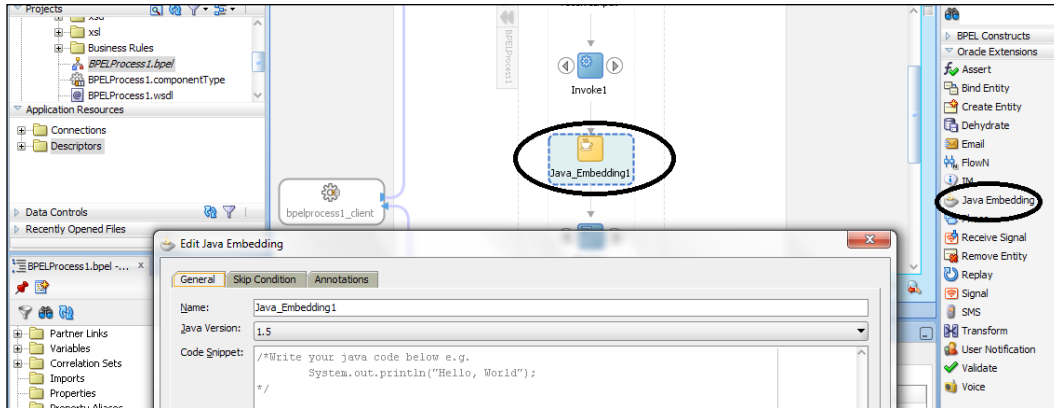 Projects
xsl
Business Rules
BPELProcess1.bpel
BPELProcess1.componentType
BPELProcess1.wsdl
Application Resources
Connections
Descriptors
Data Controls
Recently Opened Files
BPELProcess1.bpel -... x
Partner Links
Variables
Correlation Sets
Imports
Properties
Property Aliases
BPELProcess1
Invoke1
Java_Embedding1
bpelprocess1_client
Edit Java Embedding
General
Skip Condition
Annotations
Name:
Java_Embedding1
Java Version:
1.5
Code Snippet:
/*Write your java code below e.g.
System.out.println("Hello, World");
*/
BPEL Constructs
Oracle Extensions
Assert
Bind Entity
Create Entity
Dehydrate
Email
FlowN
IM
Java Embedding
Receive Signal
Remove Entity
Replay
Signal
SMS
Transform
User Notification
Validate
Voice